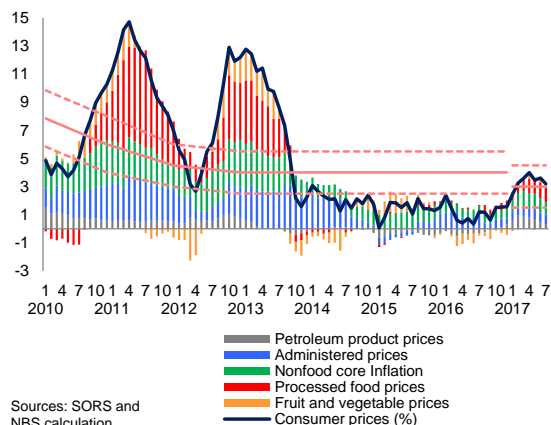 15
13
11
9
7
5
3
1
-1
-3
1 4 7 10 1 4 7 10 1 4 7 10 1 4 7 10 1 4 7 10 1 4 7 10 1 4 7 10 1 4 7
2010 2011 2012 2013 2014 2015 2016 2017
Petroleum product prices
Administered prices
Nonfood core Inflation
Processed food prices
Fruit and vegetable prices
Consumer prices (%)
Sources: SORS and
NBS calculation